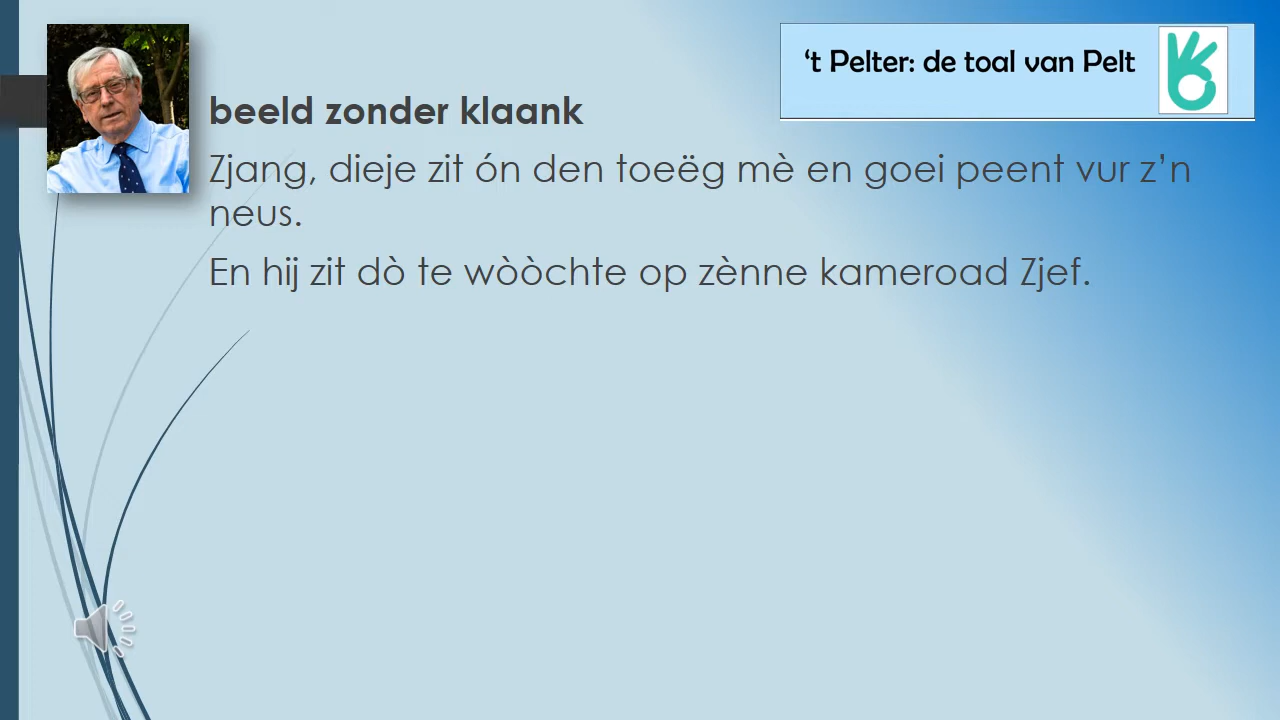 ‘t Pelter: de toal van Pelt
beeld zonder klaank
Zjang, dieje zit ón den toeëg mè en goei peent vur z’n
neus.
En hij zit dò te wòòchte op zènne kameroad Zjef.